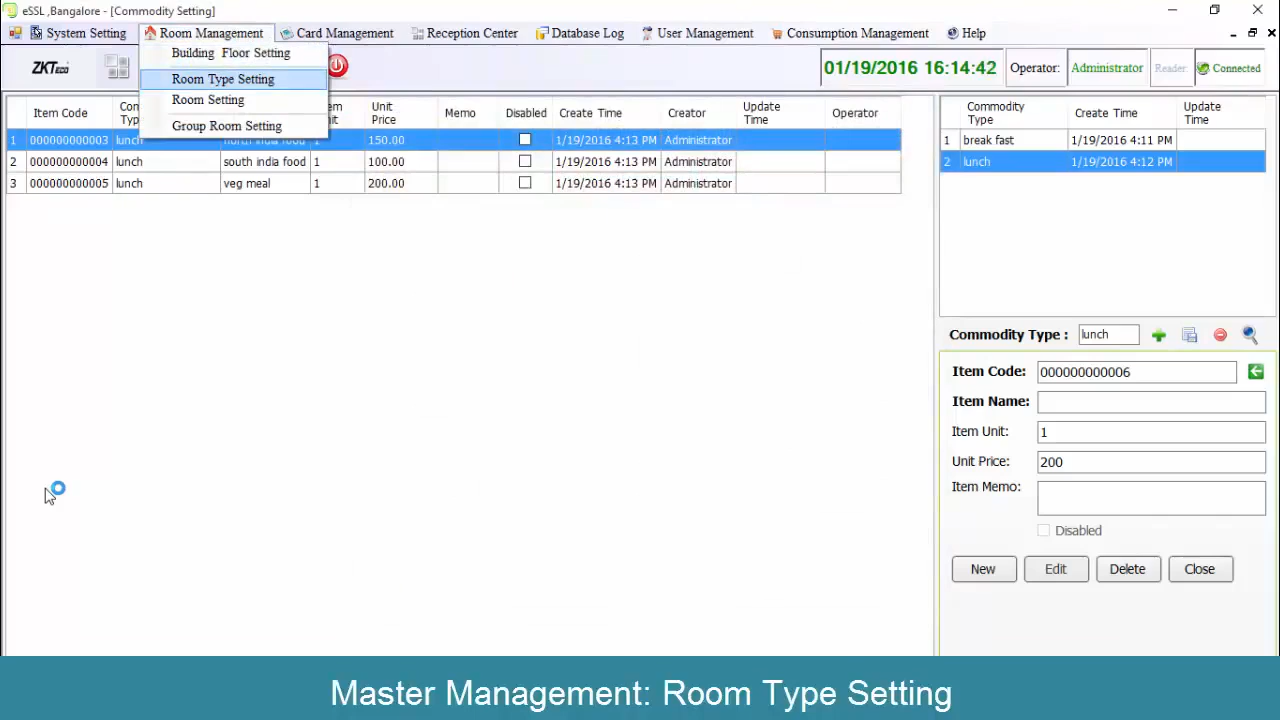 eSSL ,Bangalore - [Commodity Setting]
System Setting Room Management Card Management Reception Center Database Log User Management Consumption Management Help
Building Floor Setting
Room Type Setting
Room Setting
Group Room Setting
ZKTeco
01/19/2016 16:14:42 Operator: Administrator Reader: Connected
Item Code Unit Price Memo Disabled Create Time Creator Update Time Operator
1 000000000003 lunch north india food 1 150.00 1/19/2016 4:13 PM Administrator
2 000000000004 lunch south india food 1 100.00 1/19/2016 4:13 PM Administrator
3 000000000005 lunch veg meal 1 200.00 1/19/2016 4:13 PM Administrator
Commodity Type Create Time Update Time
1 break fast 1/19/2016 4:11 PM
2 lunch 1/19/2016 4:12 PM
Commodity Type : lunch
Item Code: 000000000006
Item Name:
Item Unit: 1
Unit Price: 200
Item Memo:
Disabled
New Edit Delete Close
Master Management: Room Type Setting